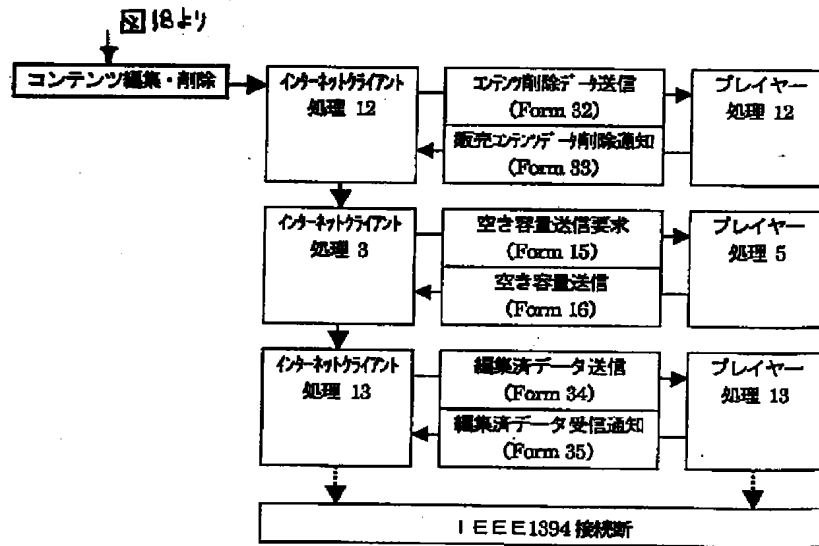 図18より
コンテンツ編集・削除
インターネットクライアント
処理 12
コンテンツ削除データ送信
(Form 32)
販売コンテンツデータ削除通知
(Form 33)
プレイヤー
処理 12
インターネットクライアント
処理 3
空き容量送信要求
(Form 15)
空き容量送信
(Form 16)
プレイヤー
処理 5
インターネットクライアント
処理 13
編集済データ送信
(Form 34)
編集済データ受信通知
(Form 35)
プレイヤー
処理 13
IEEE1394 接続断